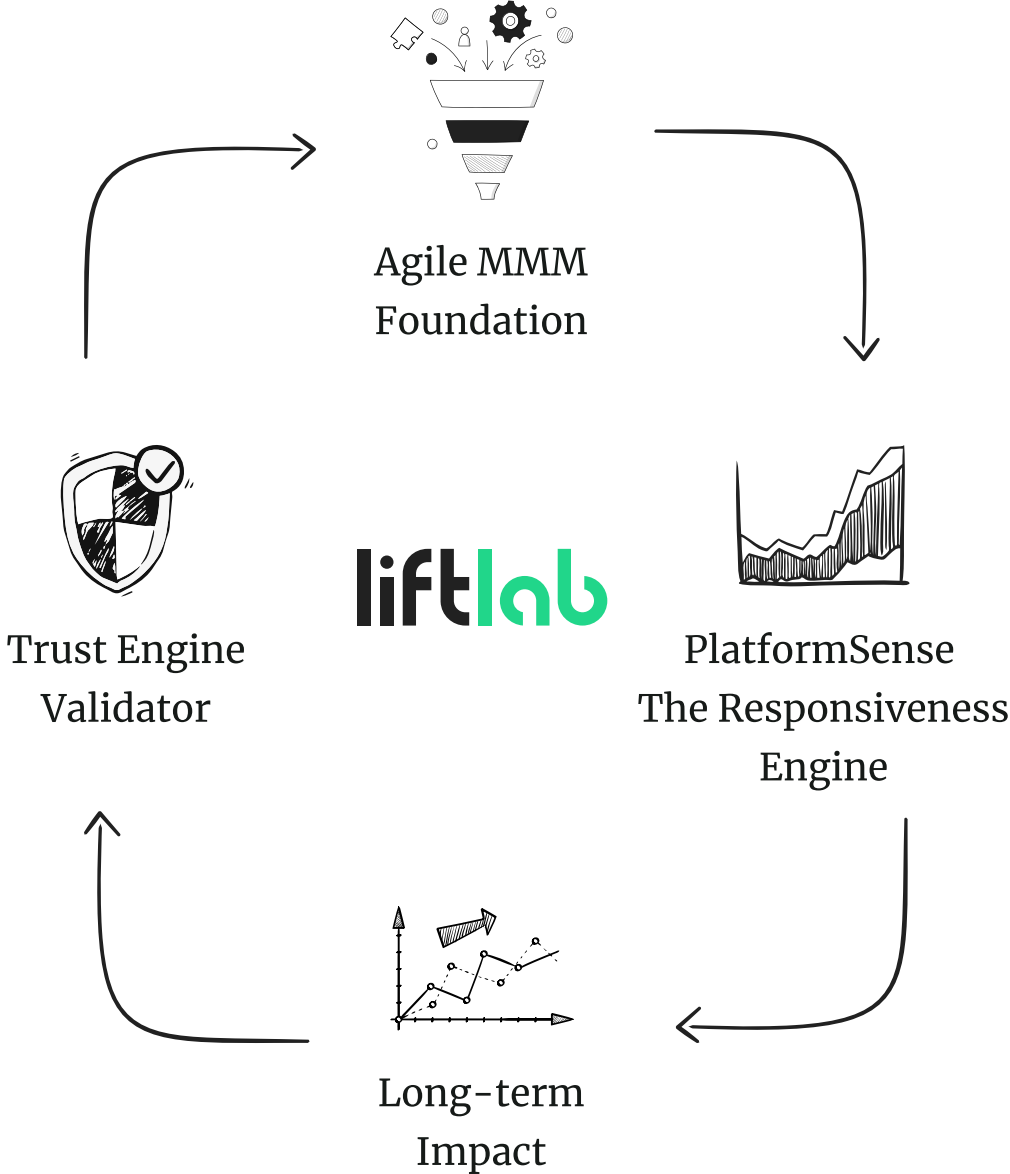 Agile MMM
Foundation
Trust Engine
Validator
liftlab
PlatformSense
The Responsiveness
Engine
Long-term
Impact